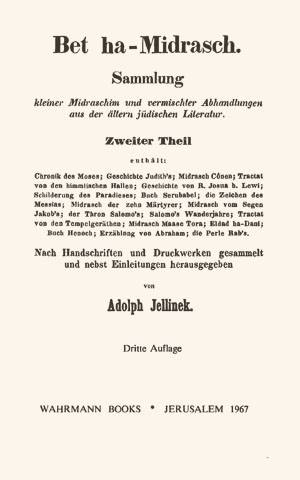 Bet ha-Midrasch.
Sammlung
kleiner Midraschim und vermischter Abhandlungen
aus der ältern jüdischen Literatur.
Zweiter Theil
enthält:
Chronik des Moses; Geschichte Judith's; Midrasch Cônen; Tractat
von den himmlischen Hallen; Geschichte von R. Josua b. Lewi;
Schilderung des Paradieses; Buch Serubabel; die Zeichen des
Messias; Midrasch der zehn Märtyrer; Midrasch vom Segen
Jakob's; der Thron Salomo's; Salomo's Wanderjahre; Tractat
von den Tempelgeräthen; Midrasch Maase Tora; Eldad ha-Dani;
Buch Henoch; Erzählung von Abraham; die Perle Rab's.
Nach Handschriften und Druckwerken gesammelt
und nebst Einleitungen herausgegeben
von
Adolph Jellinek.
Dritte Auflage
WAHRMANN BOOKS * JERUSALEM 1967